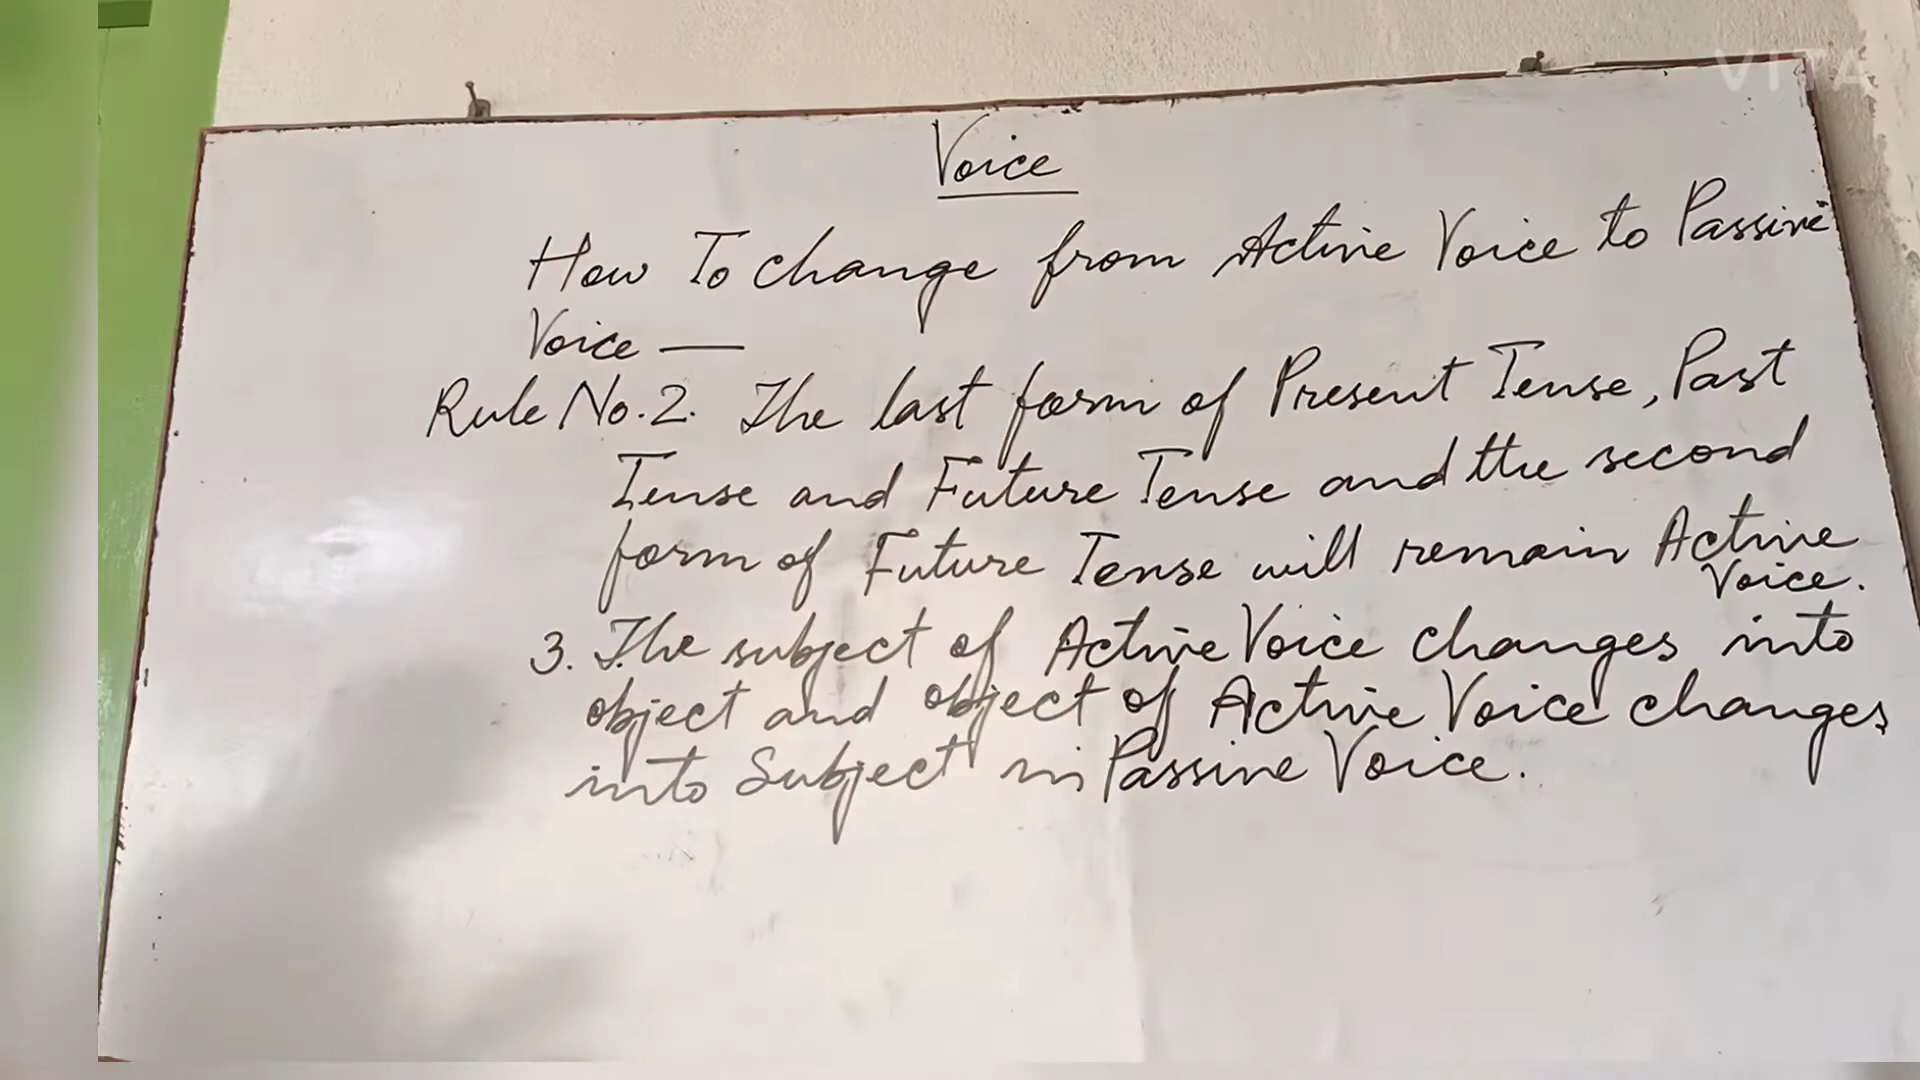 VITA
Voice
How To change from Active Voice to Passive
Voice —
Rule No. 2. The last form of Present Tense, Past
Tense and Future Tense and the second
form of Future Tense will remain Active
Voice.
3. The subject of Active Voice changes into
object and object of Active Voice changes
into Subject in Passive Voice.